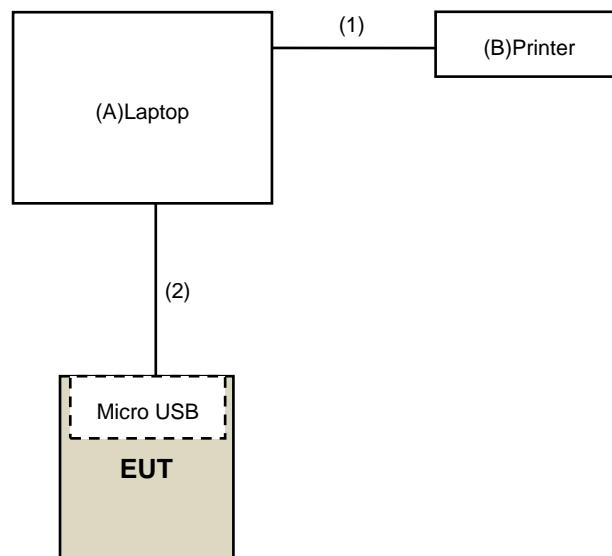 (1)
(B)Printer
(A)Laptop
(2)
Micro USB
EUT